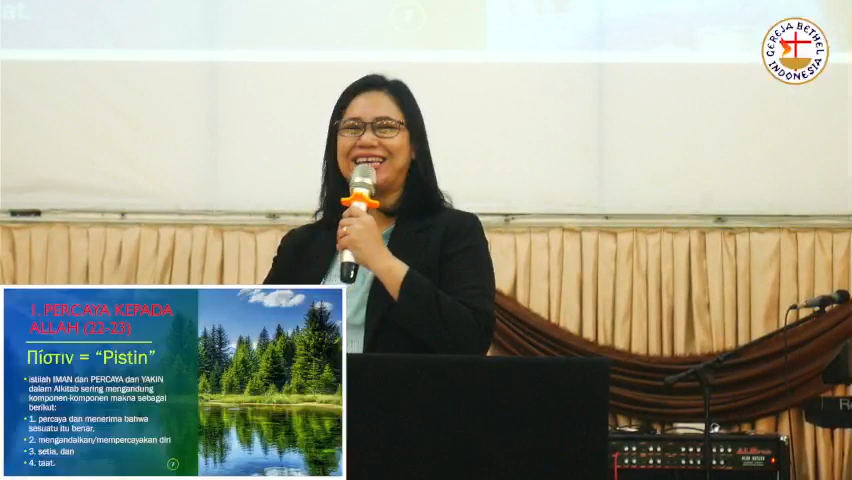 at.
7
GEREJA BETHEL
INDONESIA
1. PERCAYA KEPADA
ALLAH (22-23)
Πίστιν = "Pistin"
• istilah IMAN dan PERCAYA dan YAKIN
dalam Alkitab sering mengandung
komponen-komponen makna sebagai
berikut:
• 1. percaya dan menerima bahwa
sesuatu itu benar,
• 2. mengandalkan/mempercayakan diri
• 3. setia, dan
• 4. taat.
7